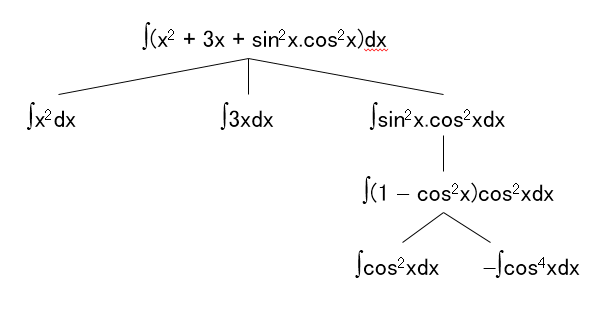 ∫(x² + 3x + sin²x.cos²x)dx
∫x²dx ∫3xdx ∫sin²x.cos²xdx
∫(1 – cos²x)cos²xdx
∫cos²xdx –∫cos⁴xdx